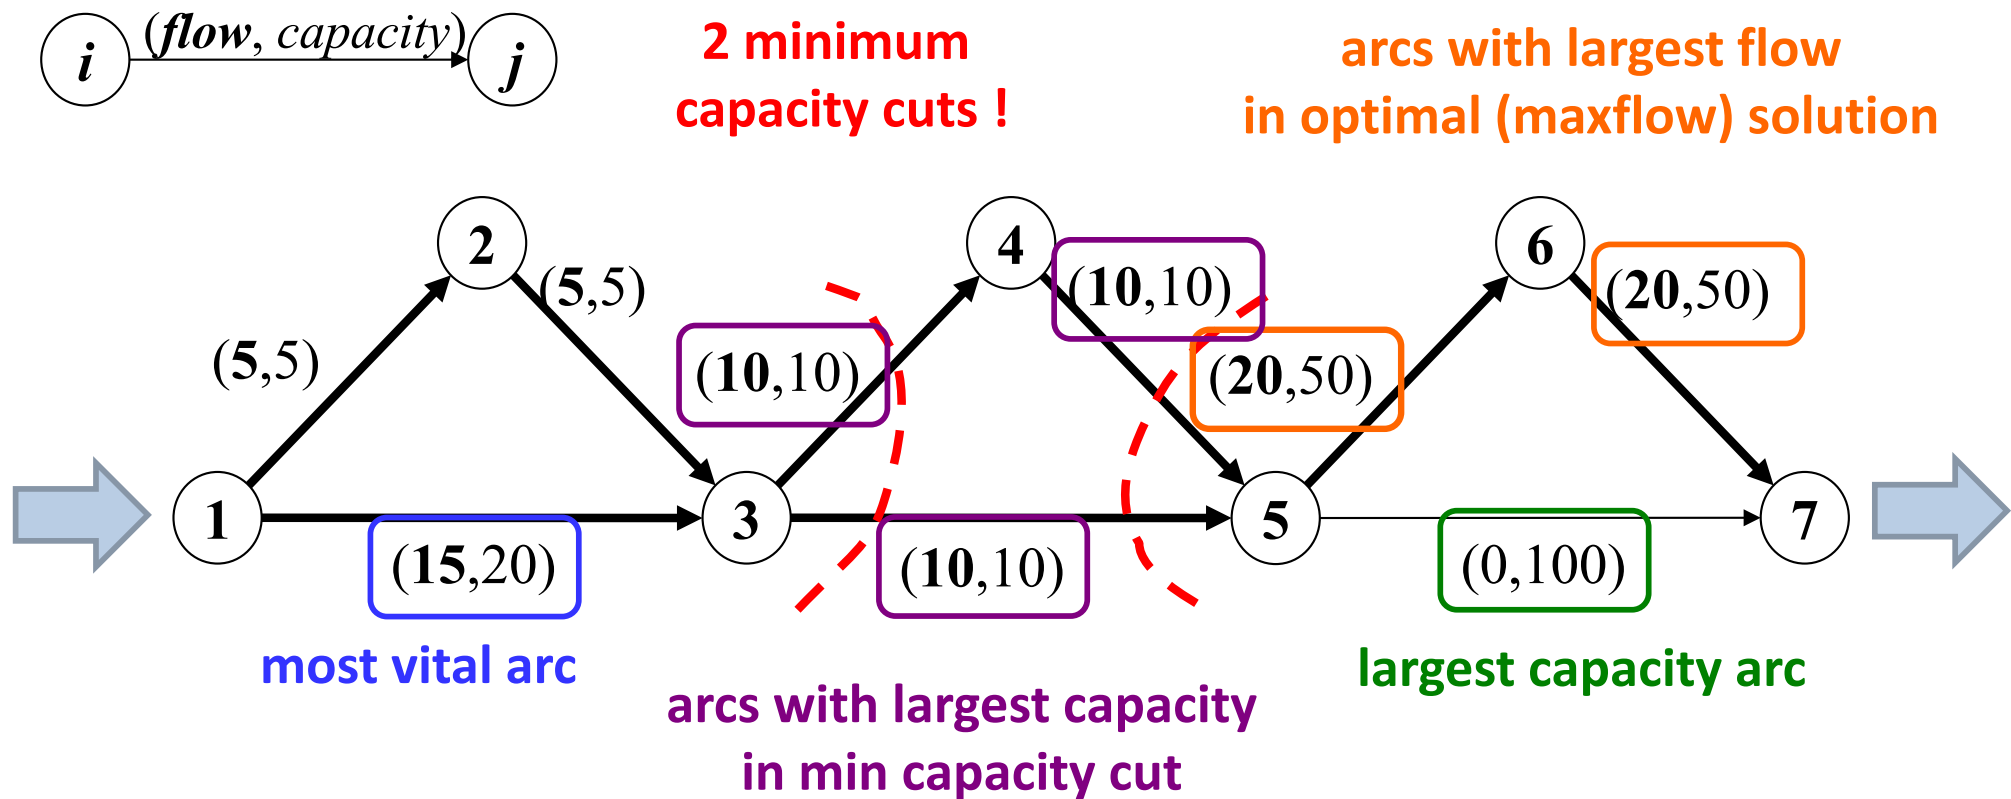 i
(flow, capacity)
j
2 minimum
capacity cuts !
arcs with largest flow
in optimal (maxflow) solution
2
4
6
(5,5)
(5,5)
(10,10)
(10,10)
(20,50)
(20,50)
1
3
5
7
(15,20)
(10,10)
(0,100)
most vital arc
arcs with largest capacity
in min capacity cut
largest capacity arc